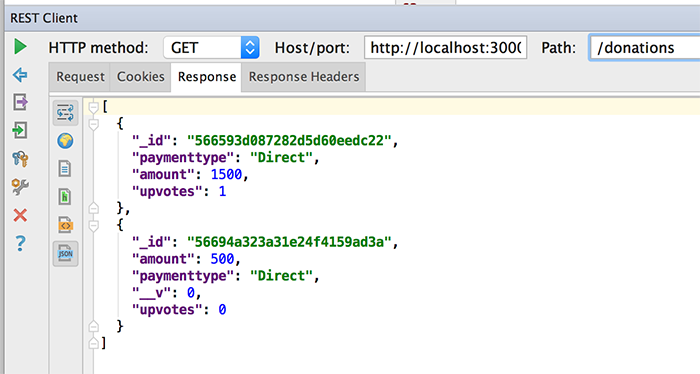 REST Client
HTTP method: GET Host/port: http://localhost:300( Path: /donations
Request Cookies Response Response Headers
[
{
"_id": "566593d087282d5d60eedc22",
"paymenttype": "Direct",
"amount": 1500,
"upvotes": 1
},
{
"_id": "56694a323a31e24f4159ad3a",
"amount": 500,
"paymenttype": "Direct",
"__v": 0,
"upvotes": 0
}
]
JSON